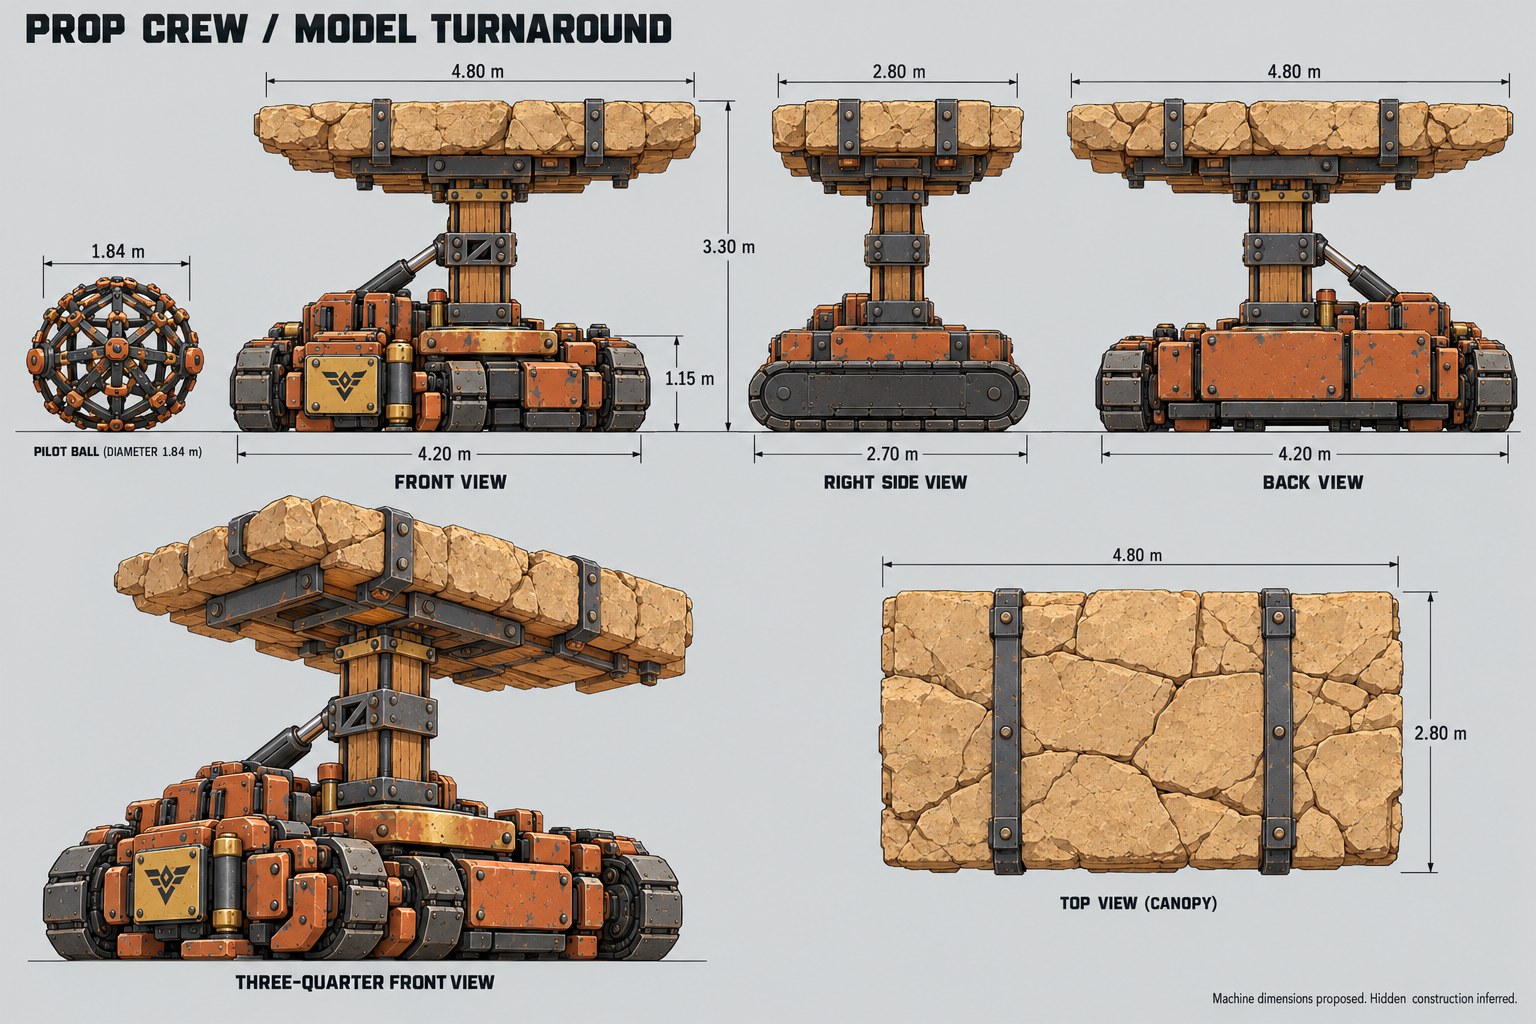 PROP CREW / MODEL TURNAROUND
4.80 m
2.80 m
4.80 m
1.84 m
3.30 m
1.15 m
PILOT BALL (DIAMETER 1.84 m)
4.20 m
2.70 m
4.20 m
FRONT VIEW
RIGHT SIDE VIEW
BACK VIEW
4.80 m
2.80 m
TOP VIEW (CANOPY)
THREE-QUARTER FRONT VIEW
Machine dimensions proposed. Hidden construction inferred.